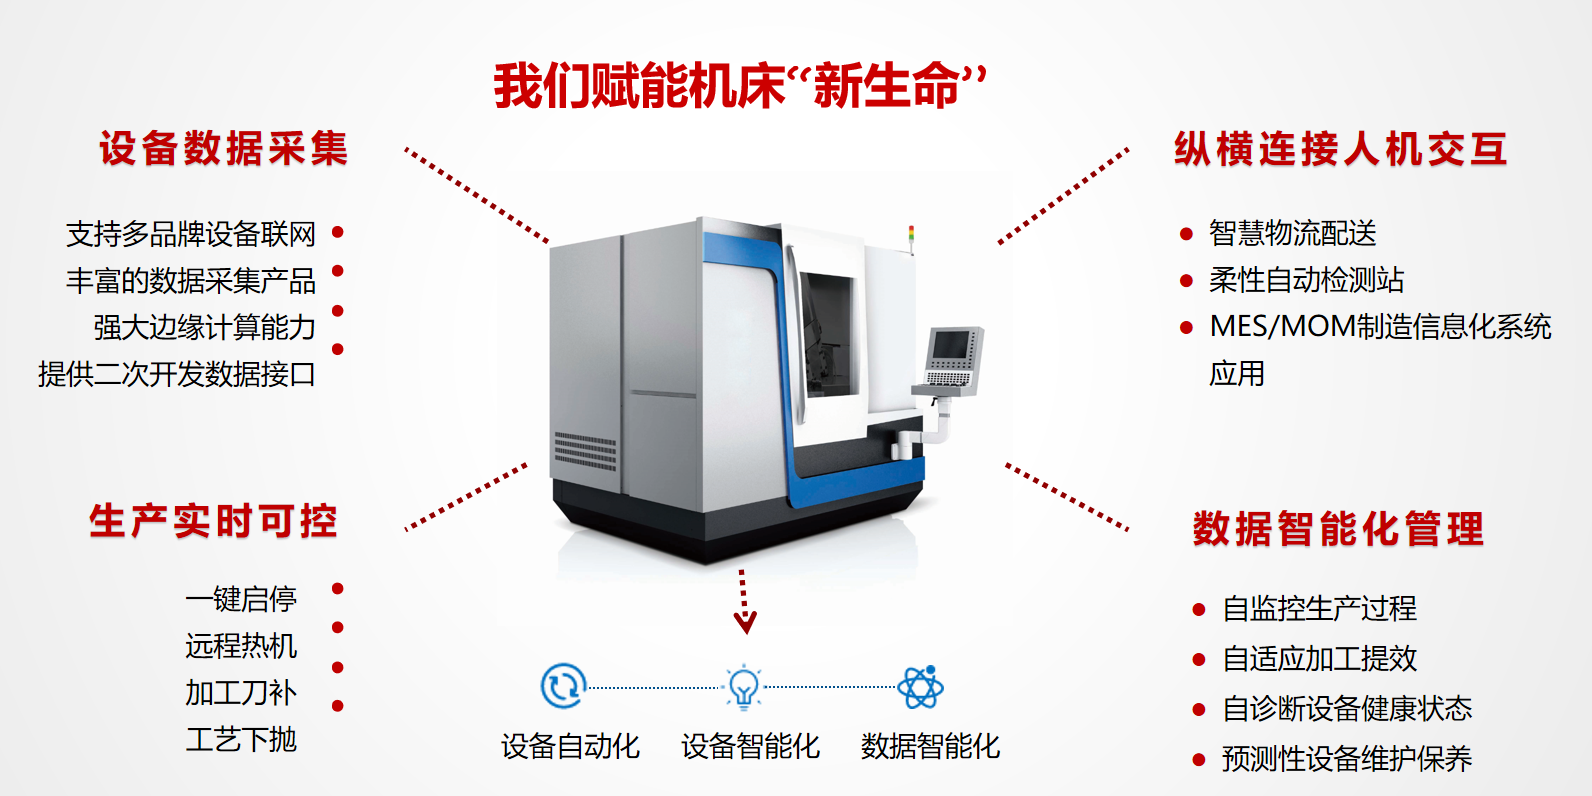 我们赋能机床“新生命”
设备数据采集
支持多品牌设备联网
丰富的数据采集产品
强大边缘计算能力
提供二次开发数据接口
纵横连接人机交互
智慧物流配送
柔性自动检测站
MES/MOM制造信息化系统
应用
生产实时可控
一键启停
远程热机
加工刀补
工艺下抛
数据智能化管理
自监控生产过程
自适应加工提效
自诊断设备健康状态
预测性设备维护保养
设备自动化
设备智能化
数据智能化